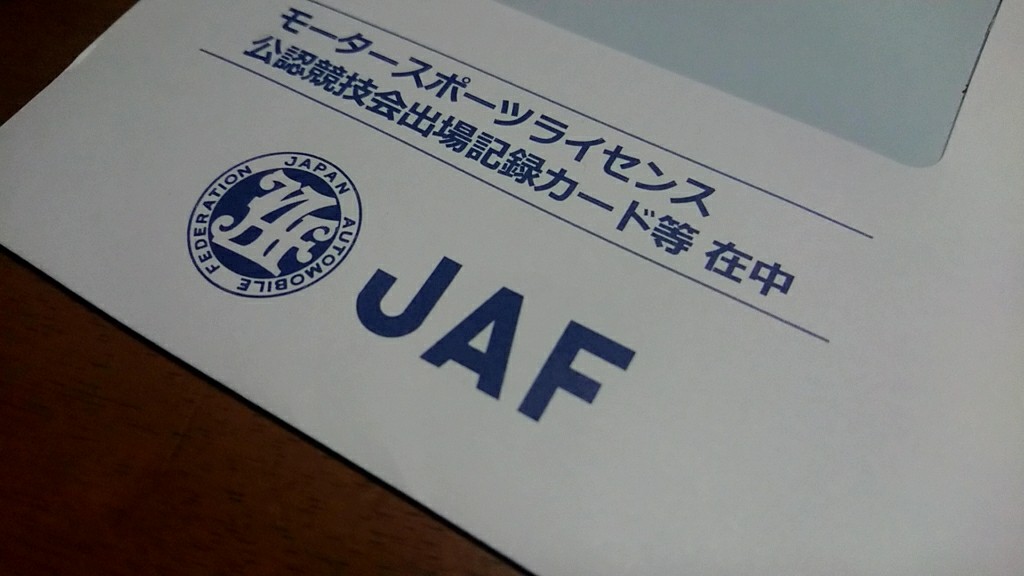 モータースポーツライセンス
公認競技会出場記録カード等 在中
JAPAN AUTOMOBILE FEDERATION
JAF
JAF